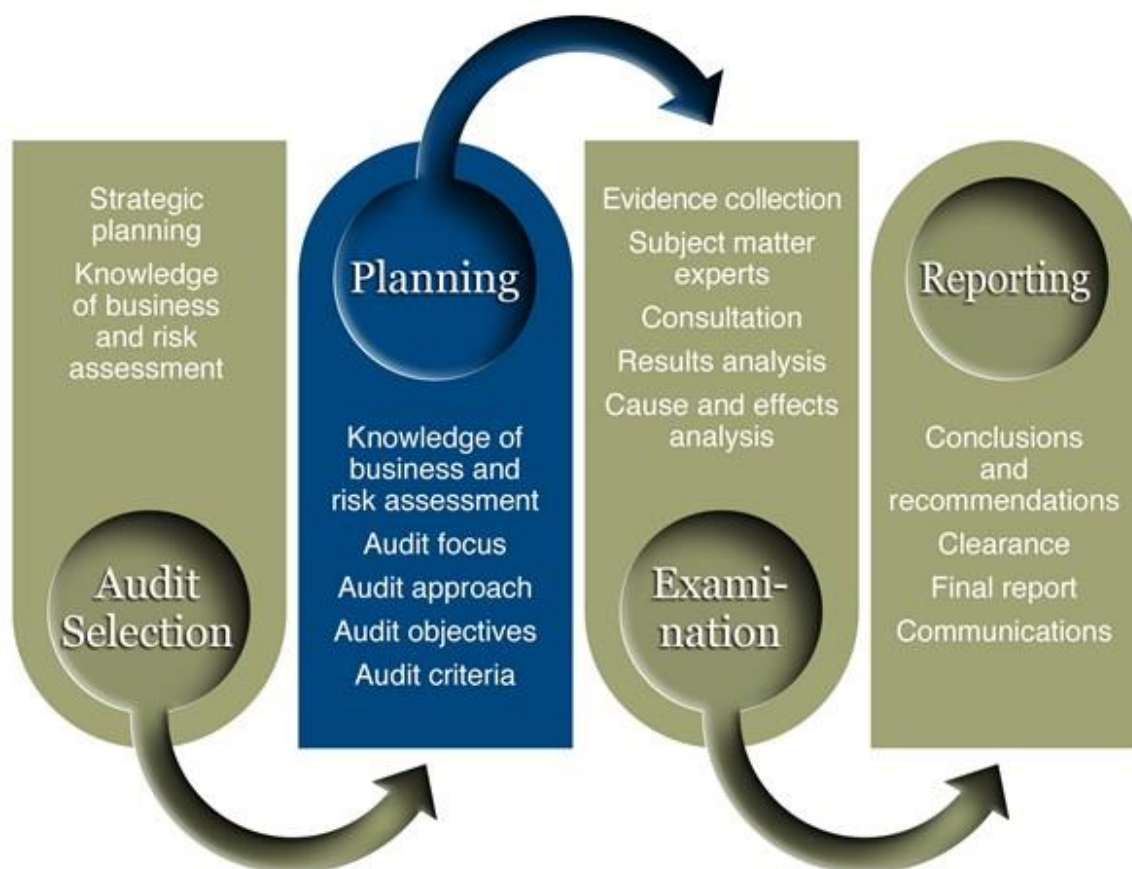 Strategic
planning
Knowledge
of business
and risk
assessment
Audit
Selection
Planning
Knowledge of
business and
risk assessment
Audit focus
Audit approach
Audit objectives
Audit criteria
Evidence collection
Subject matter
experts
Consultation
Results analysis
Cause and effects
analysis
Exami-
nation
Reporting
Conclusions
and
recommendations
Clearance
Final report
Communications